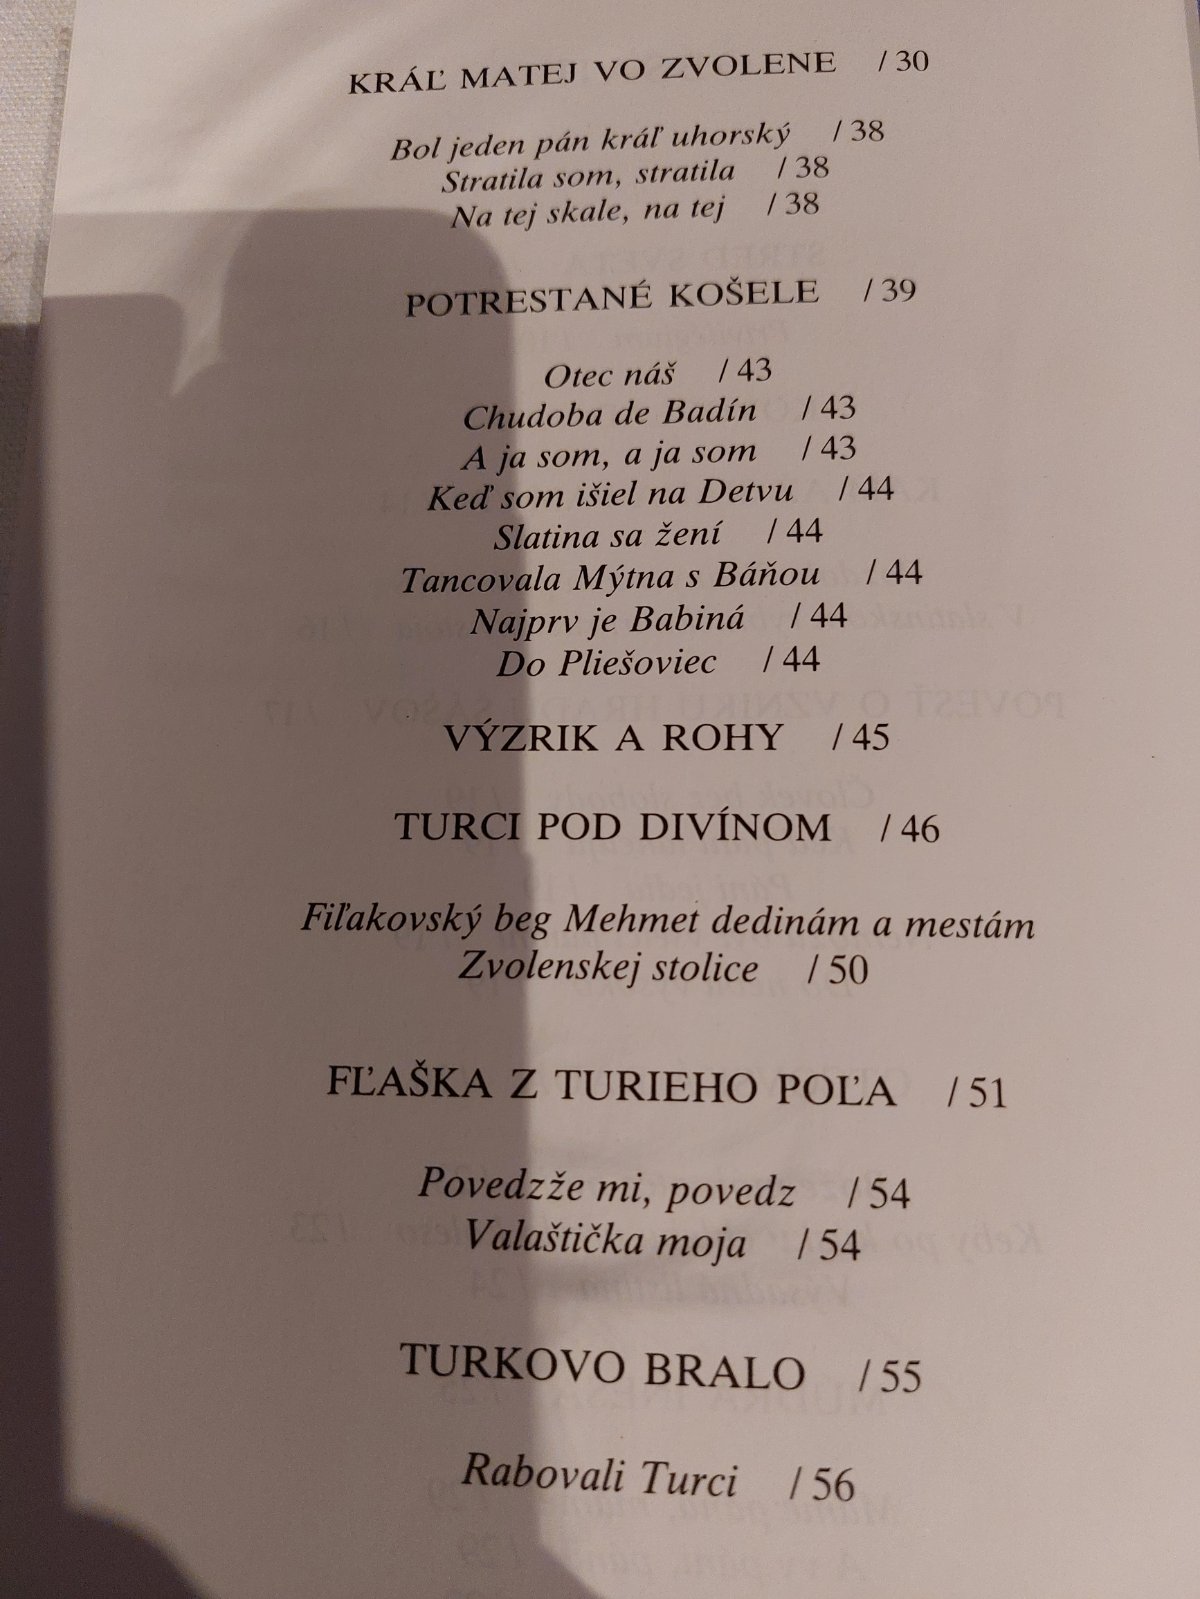 KRÁĽ MATEJ VO ZVOLENE / 30
Bol jeden pán kráľ uhorský / 38
Stratila som, stratila / 38
Na tej skale, na tej / 38
POTRESTANÉ KOŠELE / 39
Otec náš / 43
Chudoba de Badín / 43
A ja som, a ja som / 43
Keď som išiel na Detvu / 44
Slatina sa žení / 44
Tancovala Mýtna s Báňou / 44
Najprv je Babiná / 44
Do Pliešoviec / 44
VÝZRIK A ROHY / 45
TURCI POD DIVÍNOM / 46
Fiľakovský beg Mehmet dedinám a mestám
Zvolenskej stolice / 50
FĽAŠKA Z TURIEHO POĽA / 51
Povedzže mi, povedz / 54
Valaštička moja / 54
TURKOVO BRALO / 55
Rabovali Turci / 56